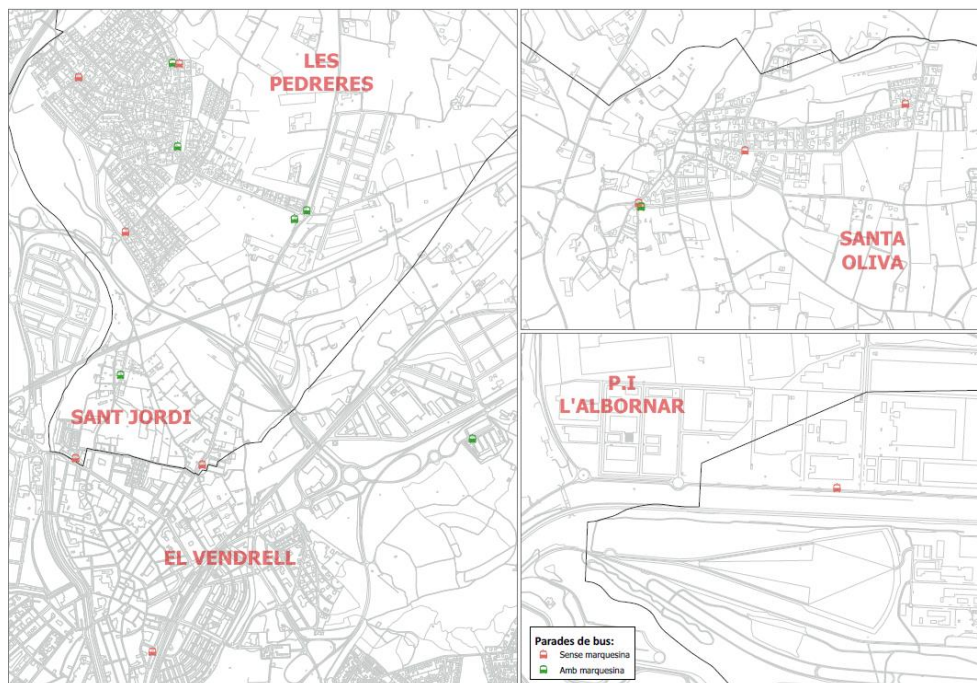 LES
PEDRERES
SANT JORDI
EL VENDRELL
SANTA
OLIVA
P.I
L'ALBORNAR
Parades de bus:
Sense marquesina
Amb marquesina